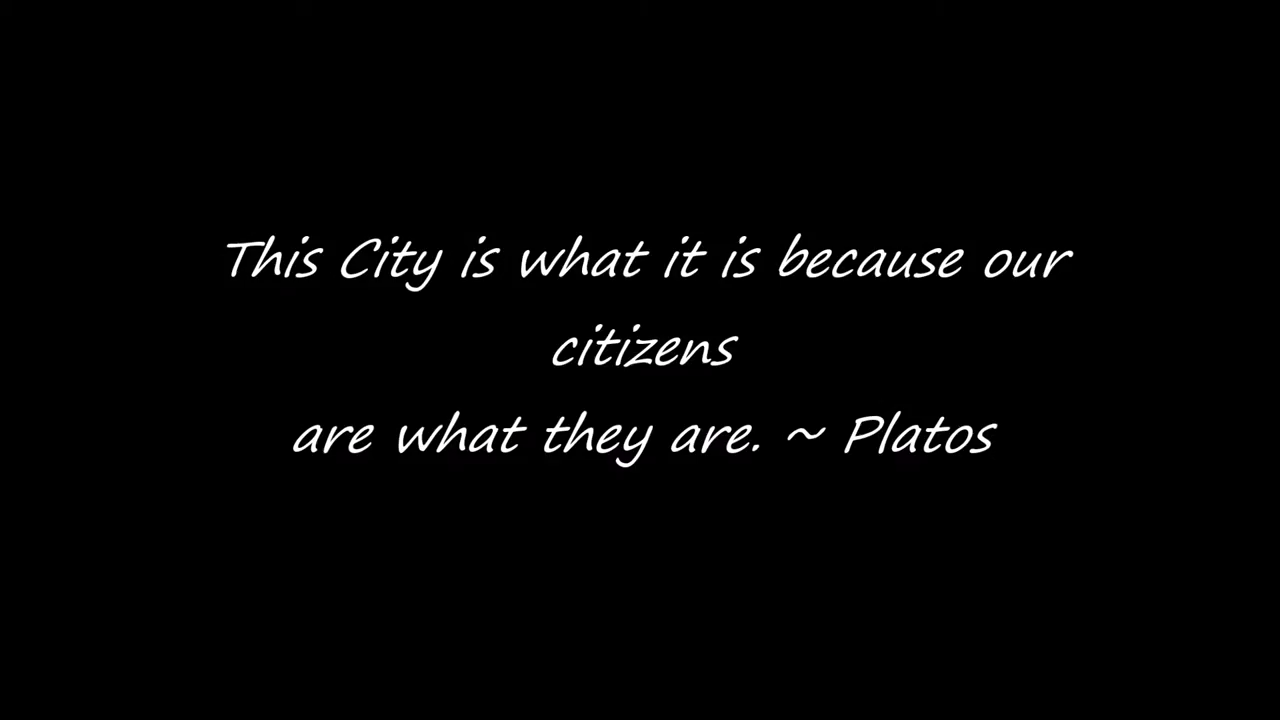 This City is what it is because our
citizens
are what they are. ~ Platos